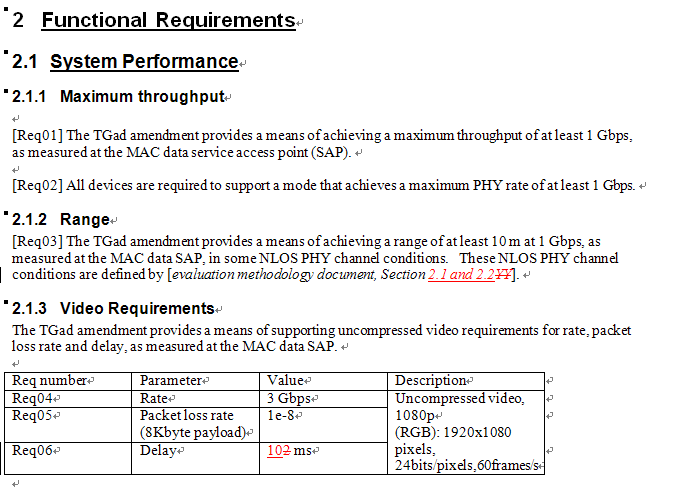 2 Functional Requirements
2.1 System Performance
2.1.1 Maximum throughput
[Req01] The TGad amendment provides a means of achieving a maximum throughput of at least 1 Gbps,
as measured at the MAC data service access point (SAP).
[Req02] All devices are required to support a mode that achieves a maximum PHY rate of at least 1 Gbps.
2.1.2 Range
[Req03] The TGad amendment provides a means of achieving a range of at least 10 m at 1 Gbps, as
measured at the MAC data SAP, in some NLOS PHY channel conditions. These NLOS PHY channel
conditions are defined by [evaluation methodology document, Section 2.1 and 2.2YY].
2.1.3 Video Requirements
The TGad amendment provides a means of supporting uncompressed video requirements for rate, packet
loss rate and delay, as measured at the MAC data SAP.
Req number Parameter Value Description
Req04 Rate 3 Gbps Uncompressed video,
Req05 Packet loss rate 1e-8 1080p
(8Kbyte payload) (RGB): 1920x1080
Req06 Delay 102 ms pixels,
24bits/pixels,60frames/s